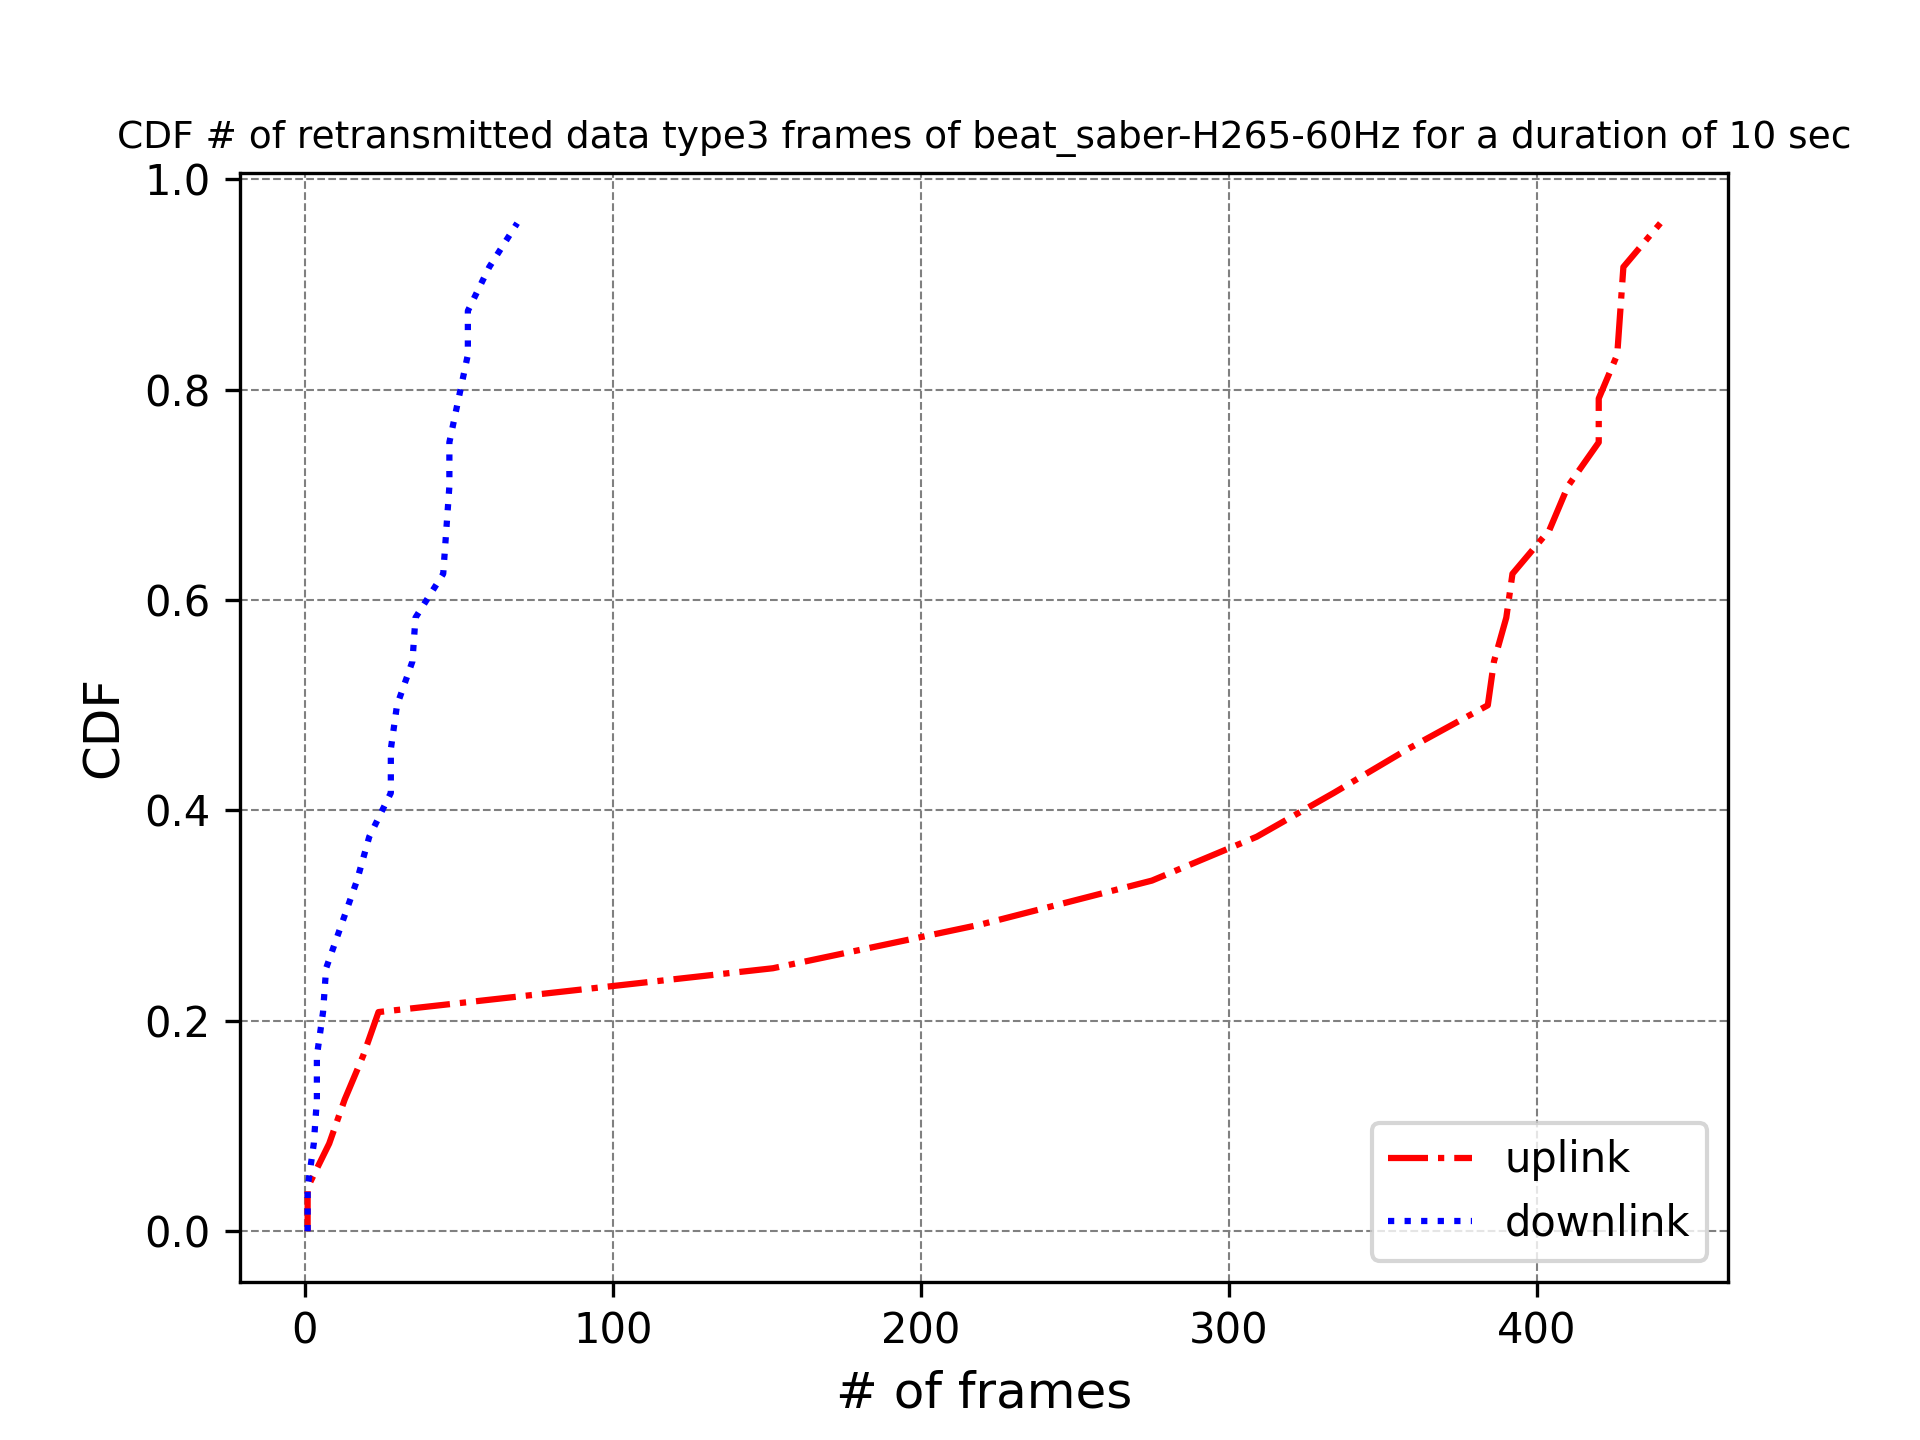 CDF # of retransmitted data type3 frames of beat_saber-H265-60Hz for a duration of 10 sec
1.0
0.8
0.6
0.4
0.2
0.0
CDF
0 100 200 300 400
# of frames
uplink
downlink